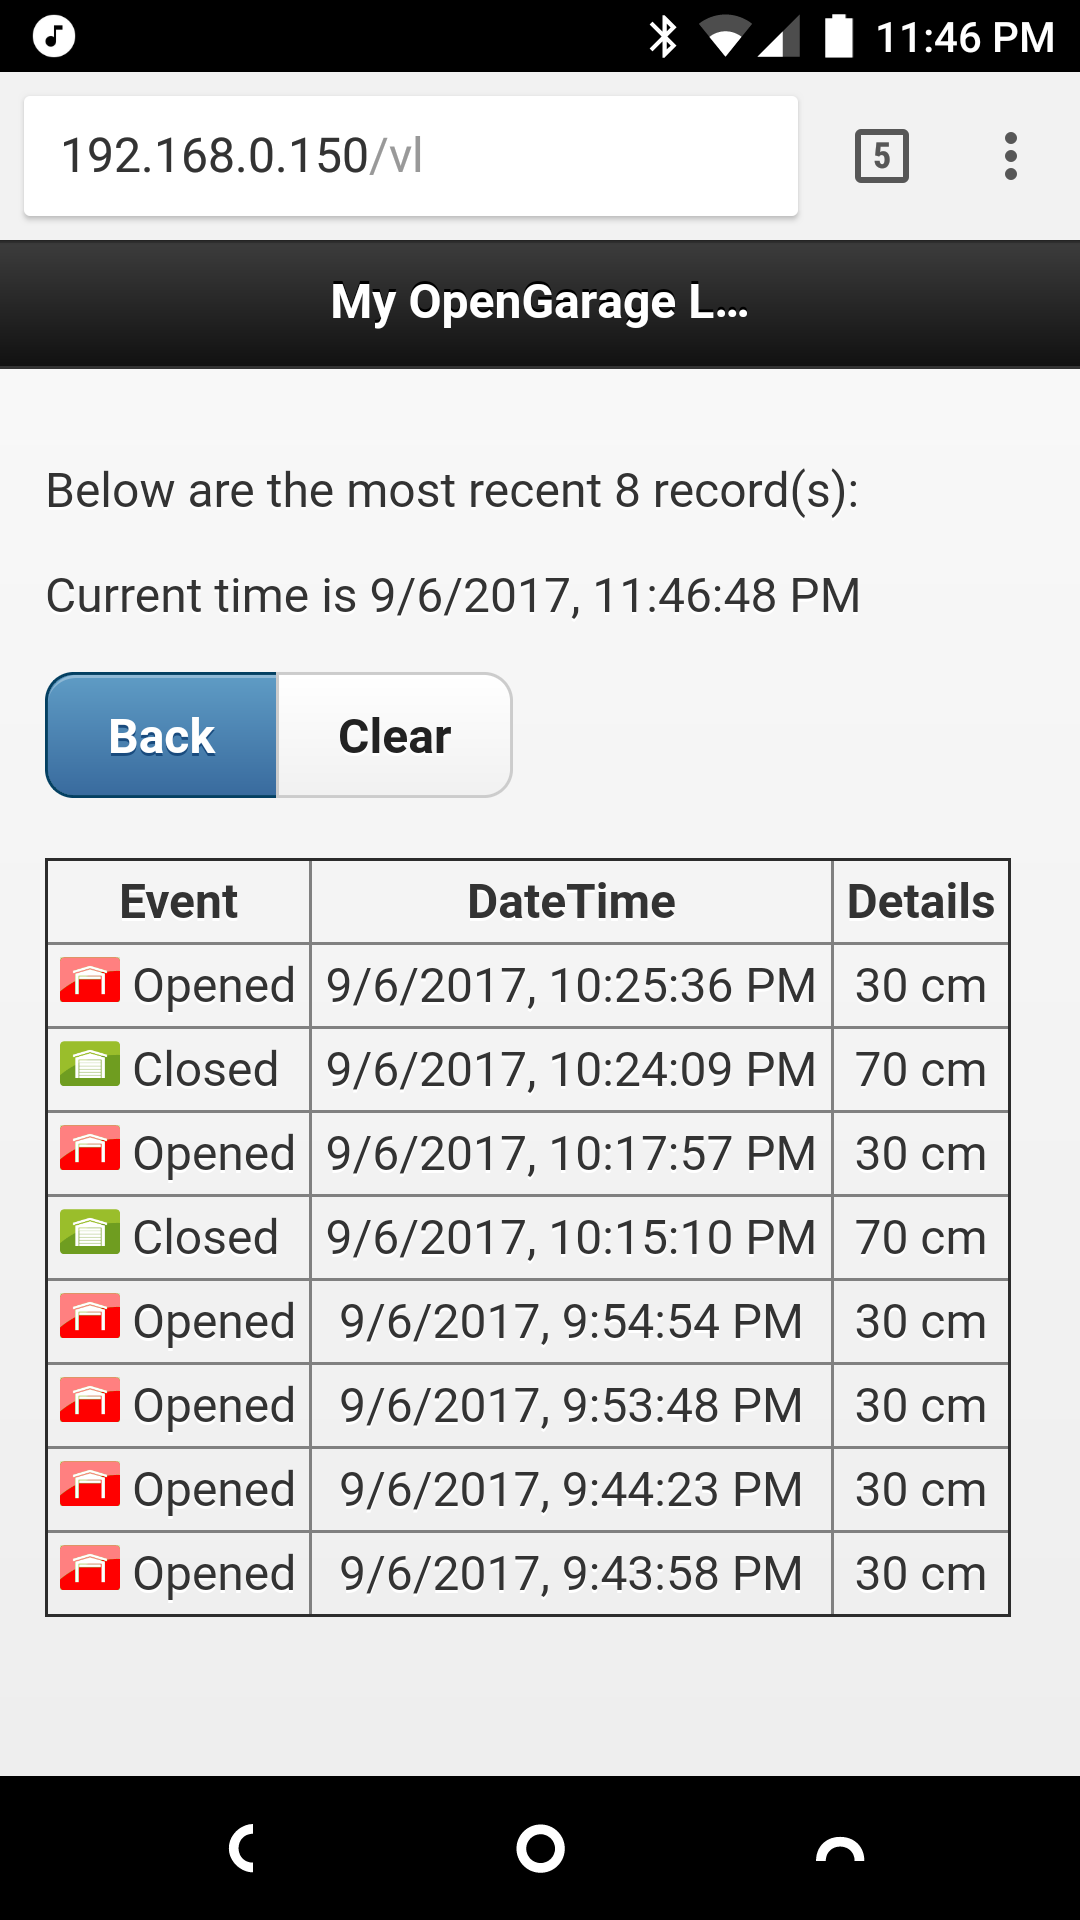 11:46 PM
192.168.0.150/vl
5
My OpenGarage L...
Below are the most recent 8 record(s):
Current time is 9/6/2017, 11:46:48 PM
Back Clear
Event DateTime Details
Opened 9/6/2017, 10:25:36 PM 30 cm
Closed 9/6/2017, 10:24:09 PM 70 cm
Opened 9/6/2017, 10:17:57 PM 30 cm
Closed 9/6/2017, 10:15:10 PM 70 cm
Opened 9/6/2017, 9:54:54 PM 30 cm
Opened 9/6/2017, 9:53:48 PM 30 cm
Opened 9/6/2017, 9:44:23 PM 30 cm
Opened 9/6/2017, 9:43:58 PM 30 cm